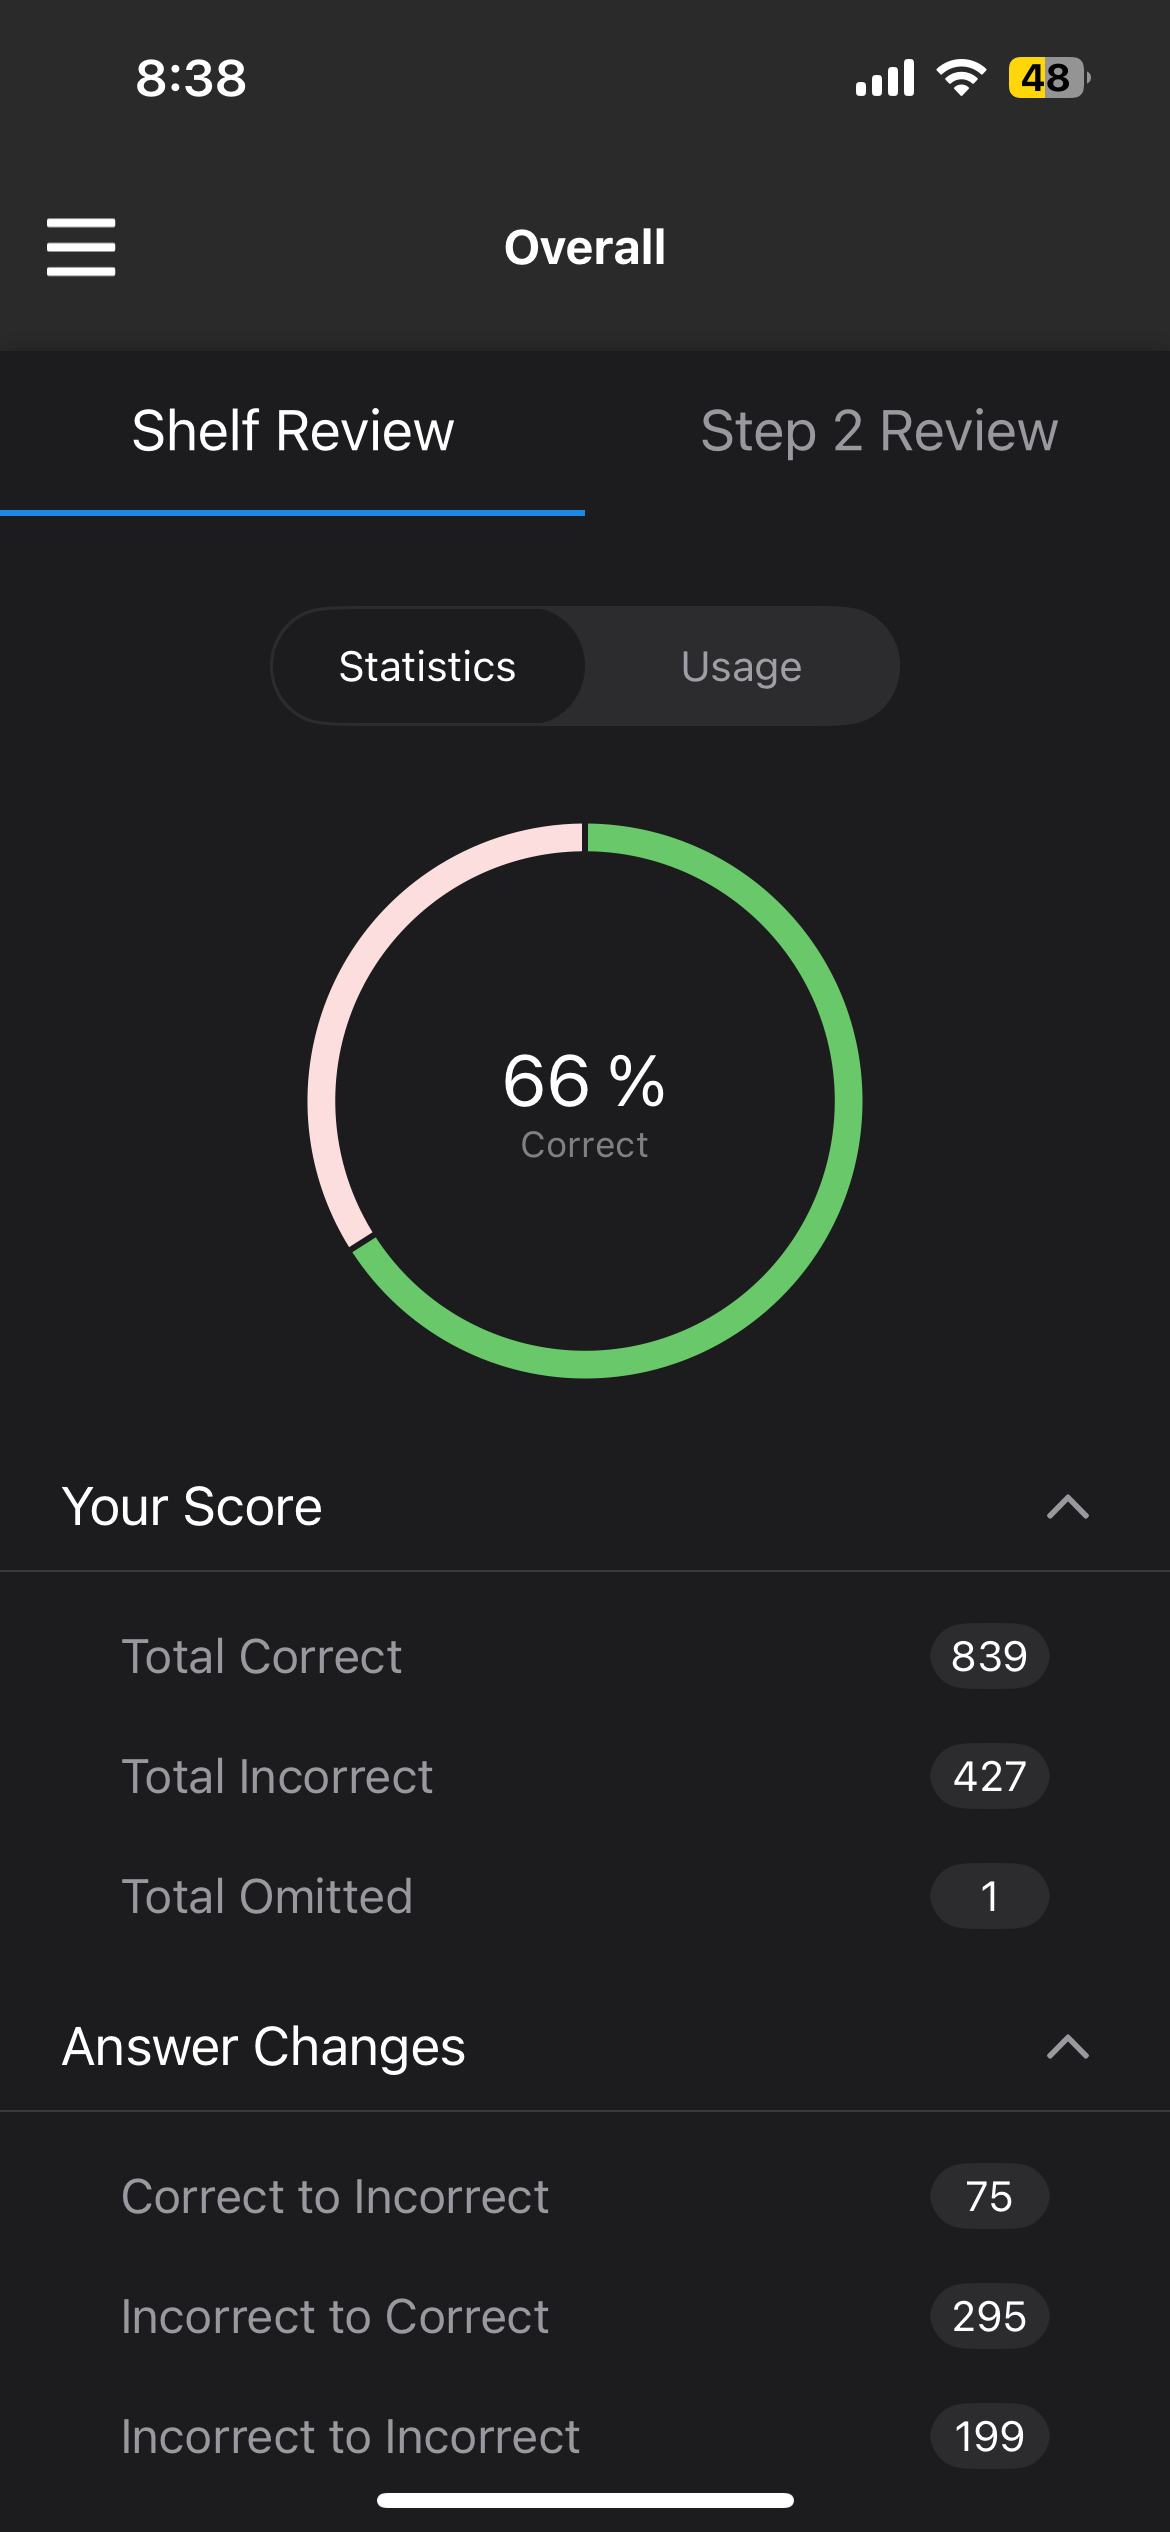 8:38
48
Overall
Shelf Review Step 2 Review
Statistics Usage
66 %
Correct
Your Score
Total Correct 839
Total Incorrect 427
Total Omitted 1
Answer Changes
Correct to Incorrect 75
Incorrect to Correct 295
Incorrect to Incorrect 199